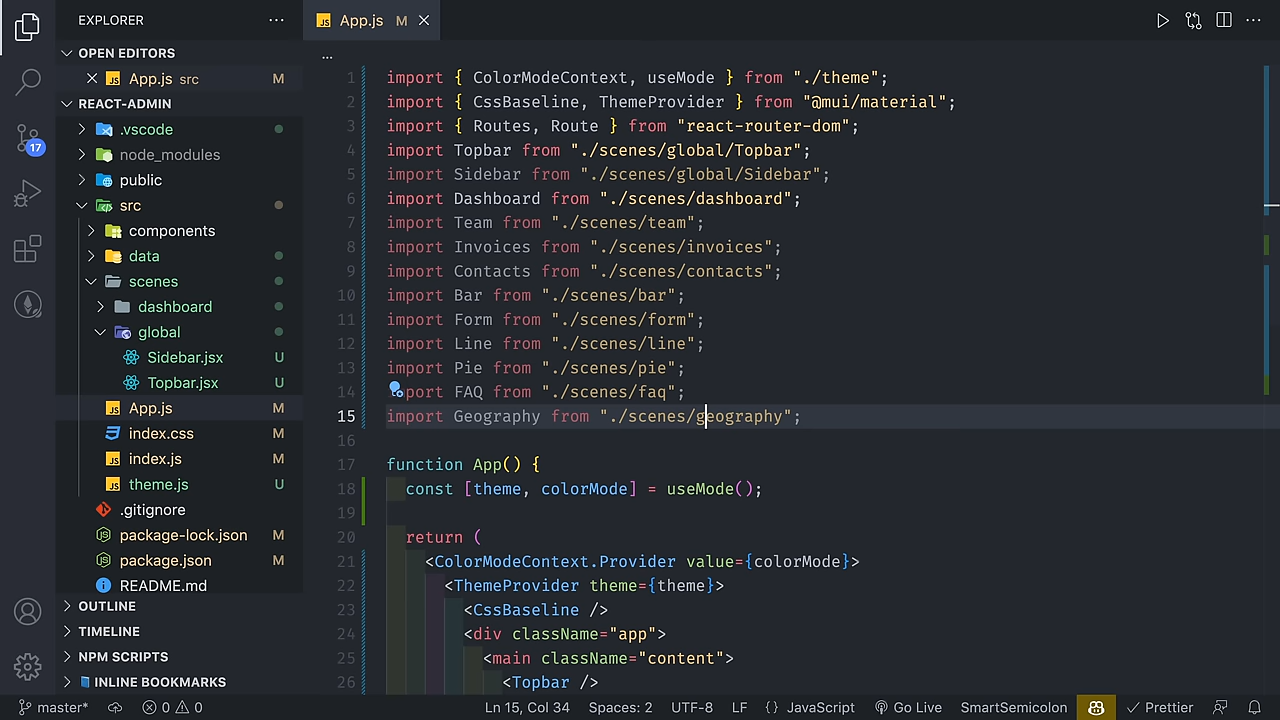 EXPLORER
OPEN EDITORS
App.js src M
REACT-ADMIN
.vscode
node_modules
public
src
components
data
scenes
dashboard
global
Sidebar.jsx U
Topbar.jsx U
App.js M
index.css M
index.js M
theme.js U
.gitignore
package-lock.json M
package.json M
README.md
OUTLINE
TIMELINE
NPM SCRIPTS
INLINE BOOKMARKS
17
JS App.js M
...
1 import { ColorModeContext, useMode } from "./theme";
2 import { CssBaseline, ThemeProvider } from "@mui/material";
3 import { Routes, Route } from "react-router-dom";
4 import Topbar from "./scenes/global/Topbar";
5 import Sidebar from "./scenes/global/Sidebar";
6 import Dashboard from "./scenes/dashboard";
7 import Team from "./scenes/team";
8 import Invoices from "./scenes/invoices";
9 import Contacts from "./scenes/contacts";
10 import Bar from "./scenes/bar";
11 import Form from "./scenes/form";
12 import Line from "./scenes/line";
13 import Pie from "./scenes/pie";
14 port FAQ from "./scenes/faq";
15 import Geography from "./scenes/geography";
16
17 function App() {
18 const [theme, colorMode] = useMode();
19
20 return (
21 <ColorModeContext.Provider value={colorMode}>
22 <ThemeProvider theme={theme}>
23 <CssBaseline />
24 <div className="app">
25 <main className="content">
26 <Topbar />
master* 0 0 Ln 15, Col 34 Spaces: 2 UTF-8 LF {} JavaScript Go Live SmartSemicolon Prettier